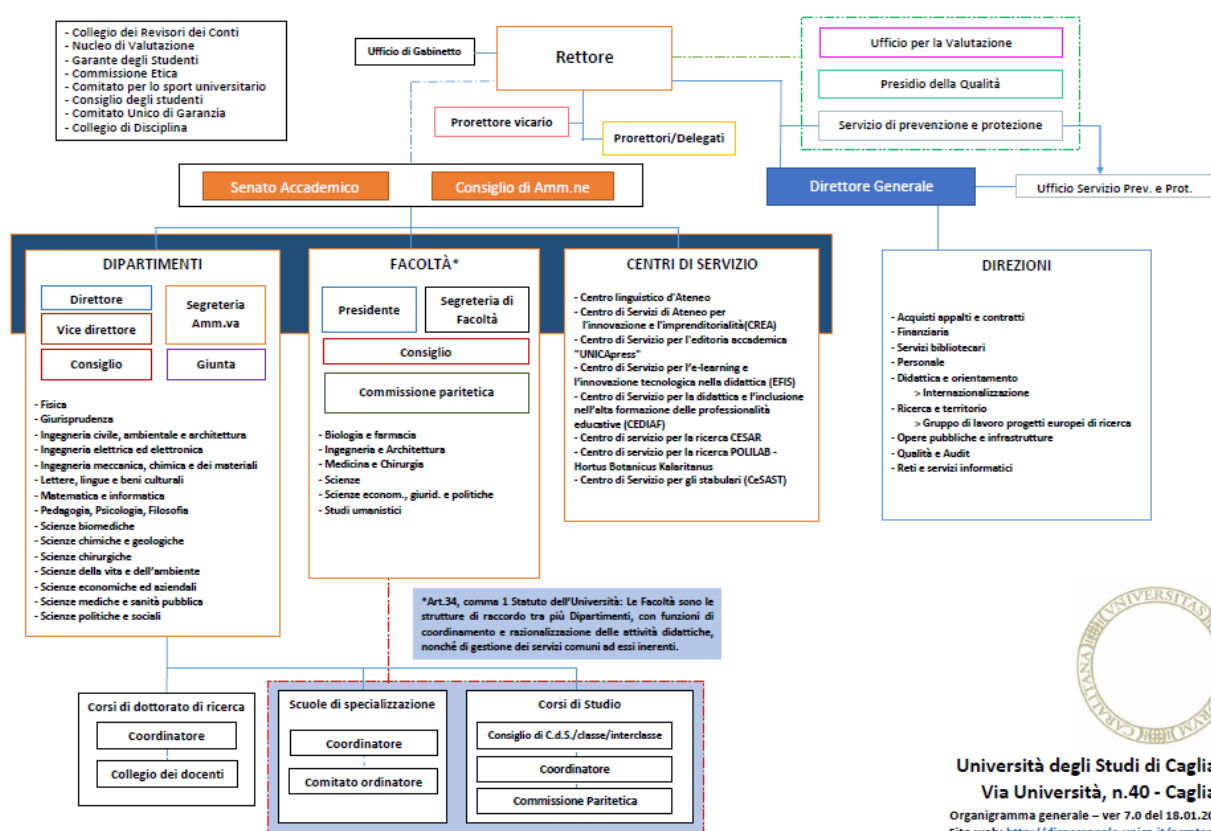 - Collegio dei Revisori dei Conti
- Nucleo di Valutazione
- Garante degli Studenti
- Commissione Etica
- Comitato per lo sport universitario
- Consiglio degli studenti
- Comitato Unico di Garanzia
- Collegio di Disciplina
Ufficio di Gabinetto
Rettore
Ufficio per la Valutazione
Presidio della Qualità
Servizio di prevenzione e protezione
Prorettore vicario
Prorettori/Delegati
Senato Accademico
Consiglio di Amm.ne
Direttore Generale
Ufficio Servizio Prev. e Prot.
DIPARTIMENTI
Direttore
Vice direttore
Consiglio
Segreteria
Amm.va
Giunta
- Fisica
- Giurisprudenza
- Ingegneria civile, ambientale e architettura
- Ingegneria elettrica ed elettronica
- Ingegneria meccanica, chimica e dei materiali
- Lettere, lingue e beni culturali
- Matematica e informatica
- Pedagogia, Psicologia, Filosofia
- Scienze biomediche
- Scienze chimiche e geologiche
- Scienze chirurgiche
- Scienze della vita e dell'ambiente
- Scienze economiche ed aziendali
- Scienze mediche e sanità pubblica
- Scienze politiche e sociali
FACOLTÀ*
Presidente
Segreteria di
Facoltà
Consiglio
Commissione paritetica
- Biologia e farmacia
- Ingegneria e Architettura
- Medicina e Chirurgia
- Scienze
- Scienze econom., giurid. e politiche
- Studi umanistici
CENTRI DI SERVIZIO
- Centro linguistico d'Ateneo
- Centro di Servizi di Ateneo per
l'innovazione e l'imprenditorialità(CREA)
- Centro di Servizio per l'editoria accademica
"UNICApress"
- Centro di Servizio per l'e-learning e
l'innovazione tecnologica nella didattica (EFIS)
- Centro di Servizio per la didattica e l'inclusione
nell'alta formazione delle professionalità
educative (CEDIAF)
- Centro di servizio per la ricerca CESAR
- Centro di servizio per la ricerca POLILAB -
Hortus Botanicus Kalaritanus
- Centro di Servizio per gli stabulari (CeSAST)
DIREZIONI
- Acquisti appalti e contratti
- Finanziaria
- Servizi bibliotecari
- Personale
- Didattica e orientamento
> Internazionalizzazione
- Ricerca e territorio
> Gruppo di lavoro progetti europei di ricerca
- Opere pubbliche e infrastrutture
- Qualità e Audit
- Reti e servizi informatici
*Art.34, comma 1 Statuto dell'Università: Le Facoltà sono le
strutture di raccordo tra più Dipartimenti, con funzioni di
coordinamento e razionalizzazione delle attività didattiche,
nonché di gestione dei servizi comuni ad essi inerenti.
Corsi di dottorato di ricerca
Coordinatore
Collegio dei docenti
Scuole di specializzazione
Coordinatore
Comitato ordinatore
Corsi di Studio
Consiglio di C.d.S./classe/interclasse
Coordinatore
Commissione Paritetica
Università degli Studi di Caglia
Via Università, n.40 - Caglia
Organigramma generale – ver 7.0 del 18.01.20